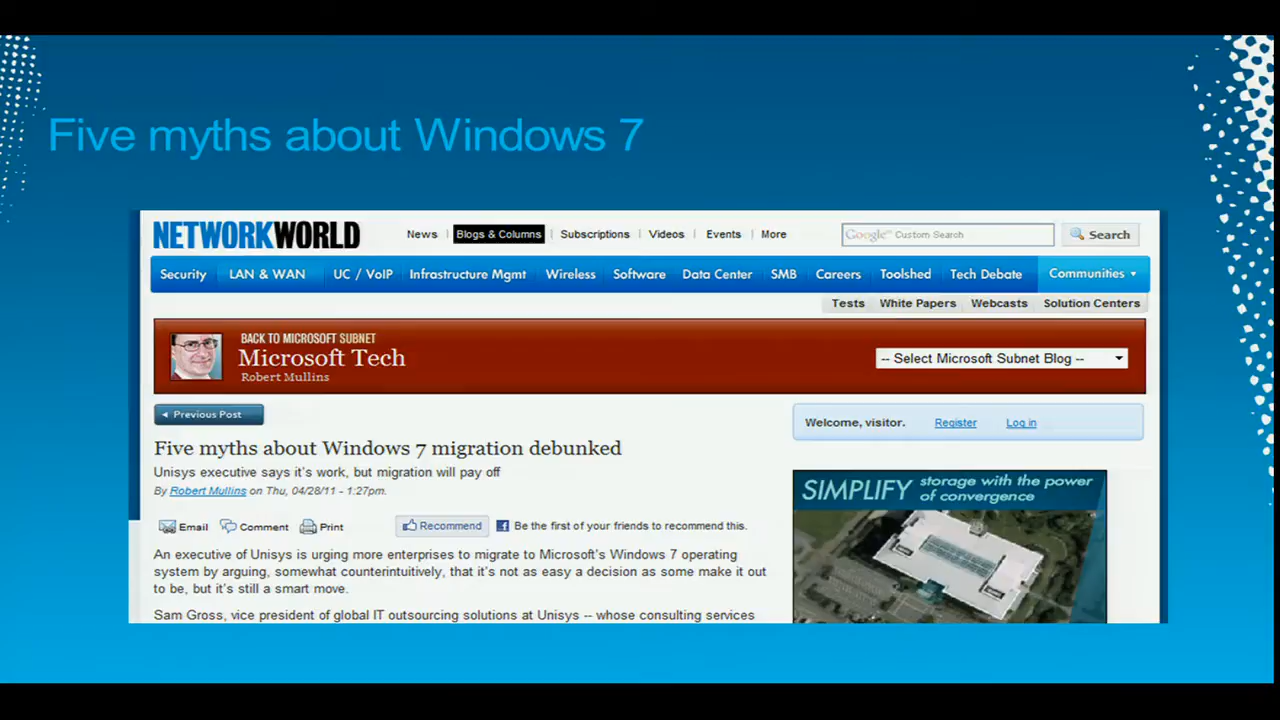 Five myths about Windows 7
NETWORKWORLD
News Blogs & Columns Subscriptions Videos Events More
Google™ Custom Search
Search
Security LAN & WAN UC / VoIP Infrastructure Mgmt Wireless Software Data Center SMB Careers Toolshed Tech Debate Communities
Tests White Papers Webcasts Solution Centers
BACK TO MICROSOFT SUBNET
Microsoft Tech
Robert Mullins
-- Select Microsoft Subnet Blog --
Previous Post
Welcome, visitor. Register Log in
Five myths about Windows 7 migration debunked
Unisys executive says it's work, but migration will pay off
By Robert Mullins on Thu, 04/28/11 - 1:27pm.
Email Comment Print Recommend Be the first of your friends to recommend this.
An executive of Unisys is urging more enterprises to migrate to Microsoft's Windows 7 operating
system by arguing, somewhat counterintuitively, that it's not as easy a decision as some make it out
to be, but it's still a smart move.
Sam Gross, vice president of global IT outsourcing solutions at Unisys -- whose consulting services
SIMPLIFY storage with the power
of convergence